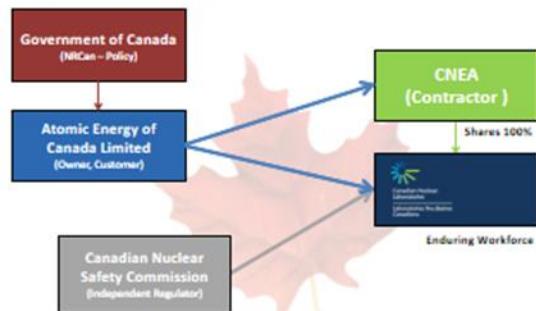 Government of Canada
(NRCan – Policy)
CNEA
(Contractor )
Atomic Energy of
Canada Limited
(Owner, Customer)
Shares 100%
Canadian Nuclear
Laboratories
Laboratoires Nucléaires
Canadiens
Enduring Workforce
Canadian Nuclear
Safety Commission
(Independent Regulator)